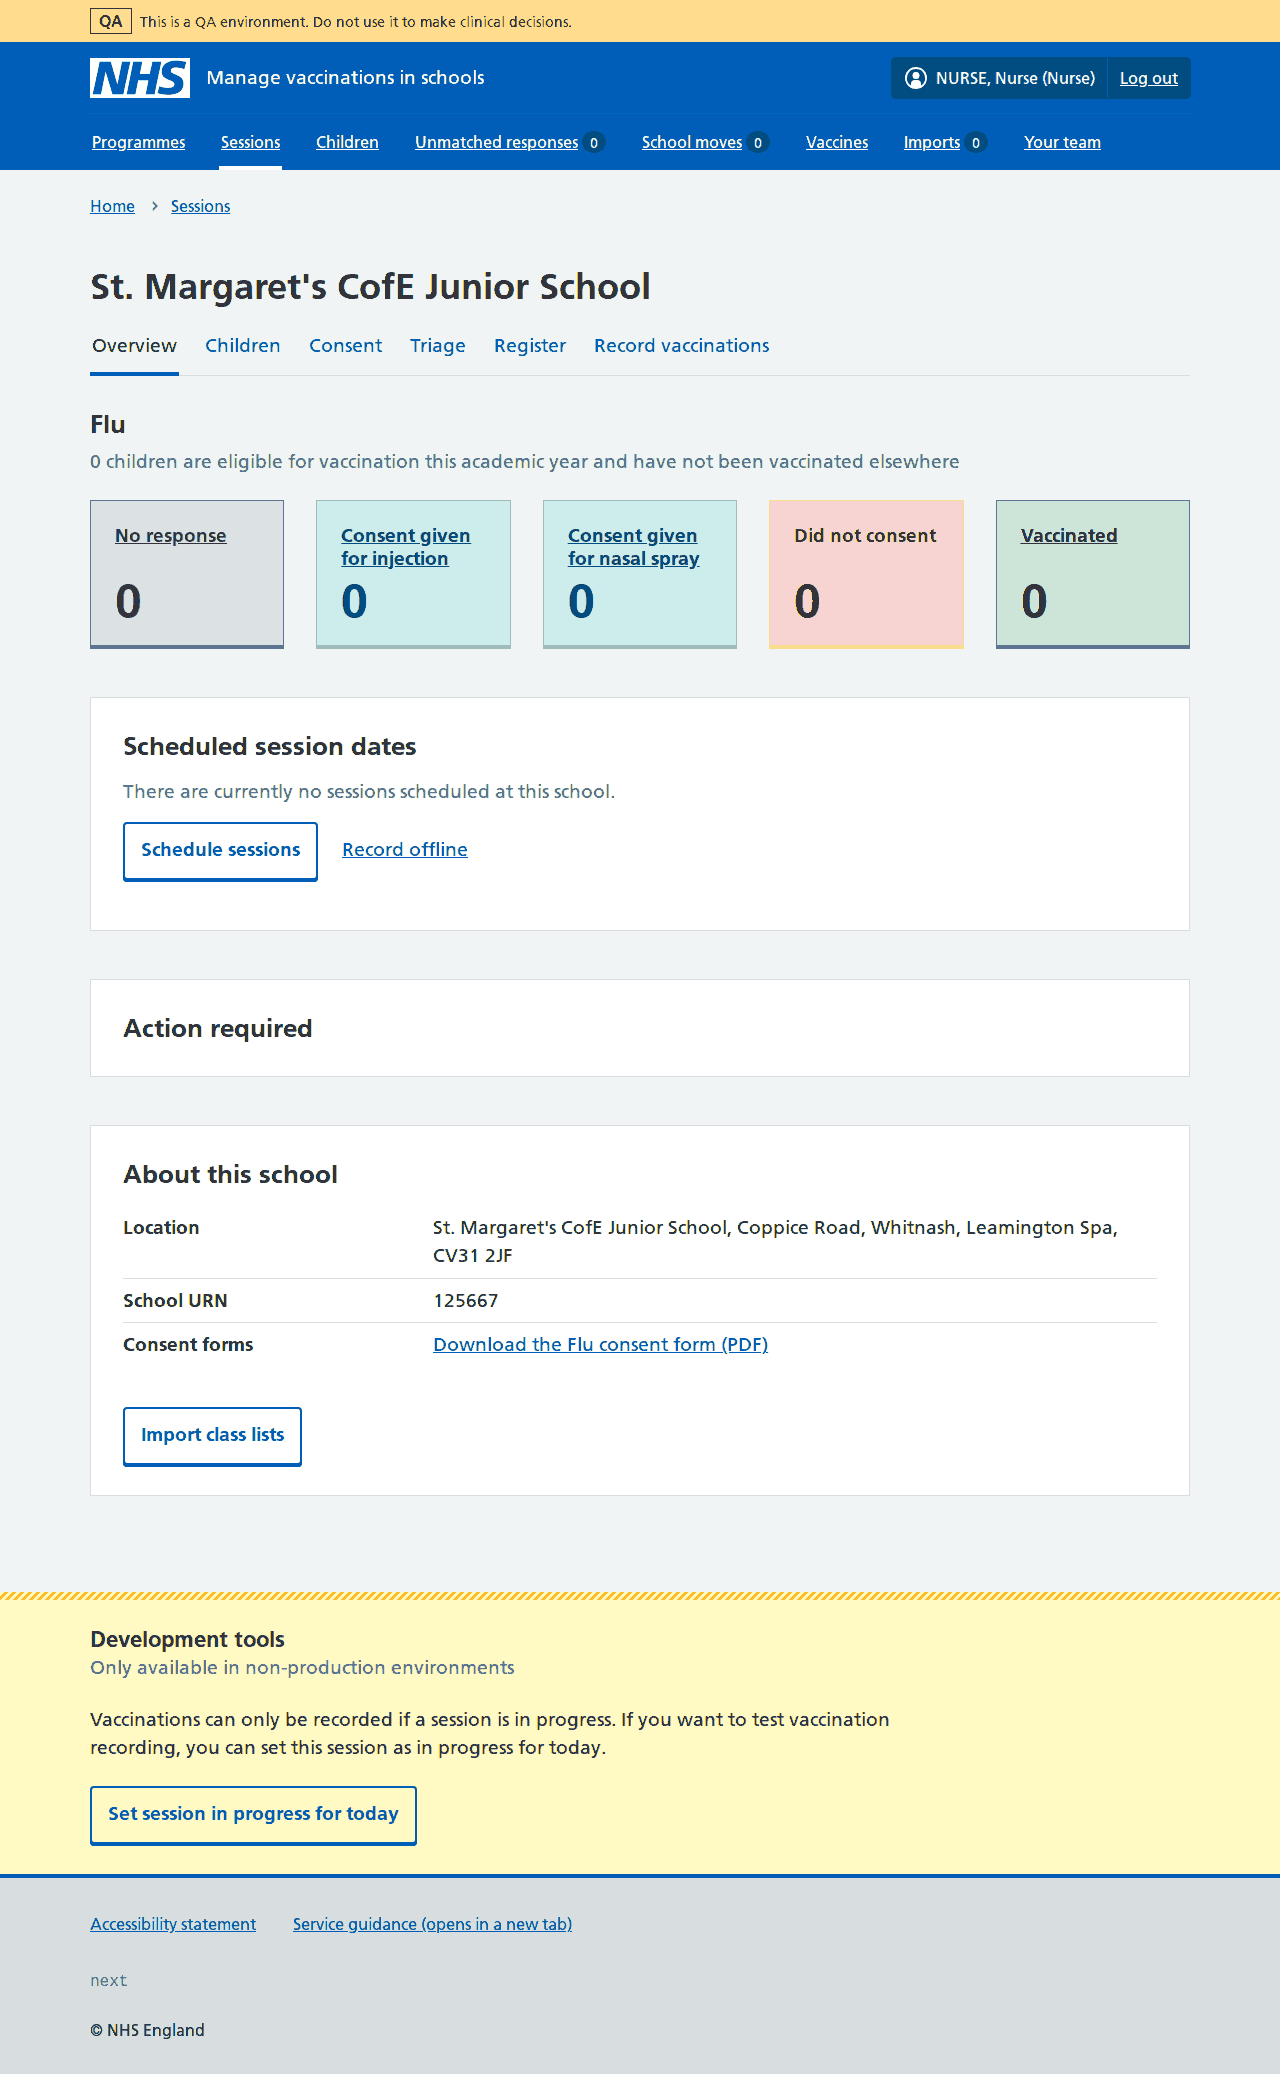 QA This is a QA environment. Do not use it to make clinical decisions.
NHS Manage vaccinations in schools NURSE, Nurse (Nurse) Log out
Programmes Sessions Children Unmatched responses 0 School moves 0 Vaccines Imports 0 Your team
Home Sessions
St. Margaret's CofE Junior School
Overview Children Consent Triage Register Record vaccinations
Flu
0 children are eligible for vaccination this academic year and have not been vaccinated elsewhere
No response
0
Consent given
for injection
0
Consent given
for nasal spray
0
Did not consent
0
Vaccinated
0
Scheduled session dates
There are currently no sessions scheduled at this school.
Schedule sessions Record offline
Action required
About this school
Location St. Margaret's CofE Junior School, Coppice Road, Whitnash, Leamington Spa,
CV31 2JF
School URN 125667
Consent forms Download the Flu consent form (PDF)
Import class lists
Development tools
Only available in non-production environments
Vaccinations can only be recorded if a session is in progress. If you want to test vaccination
recording, you can set this session as in progress for today.
Set session in progress for today
Accessibility statement Service guidance (opens in a new tab)
next
© NHS England